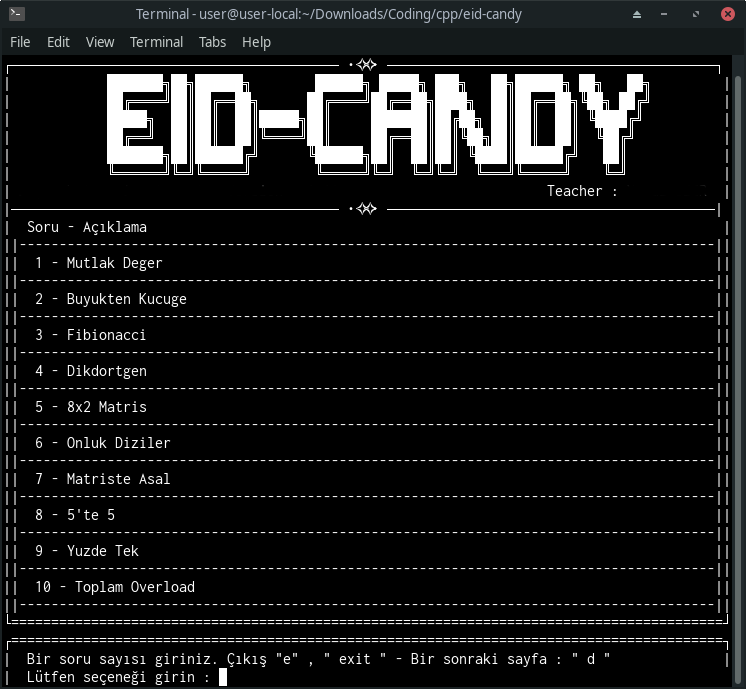 Terminal - user@user-local:~/Downloads/Coding/cpp/eid-candy
File Edit View Terminal Tabs Help
EID-CANDY
Teacher :
Soru - Açıklama
1 - Mutlak Deger
2 - Buyukten Kucuge
3 - Fibionacci
4 - Dikdortgen
5 - 8x2 Matris
6 - Onluk Diziler
7 - Matriste Asal
8 - 5'te 5
9 - Yuzde Tek
10 - Toplam Overload
Bir soru sayısı giriniz. Çıkış "e" , " exit " - Bir sonraki sayfa : " d "
Lütfen seçeneği girin :